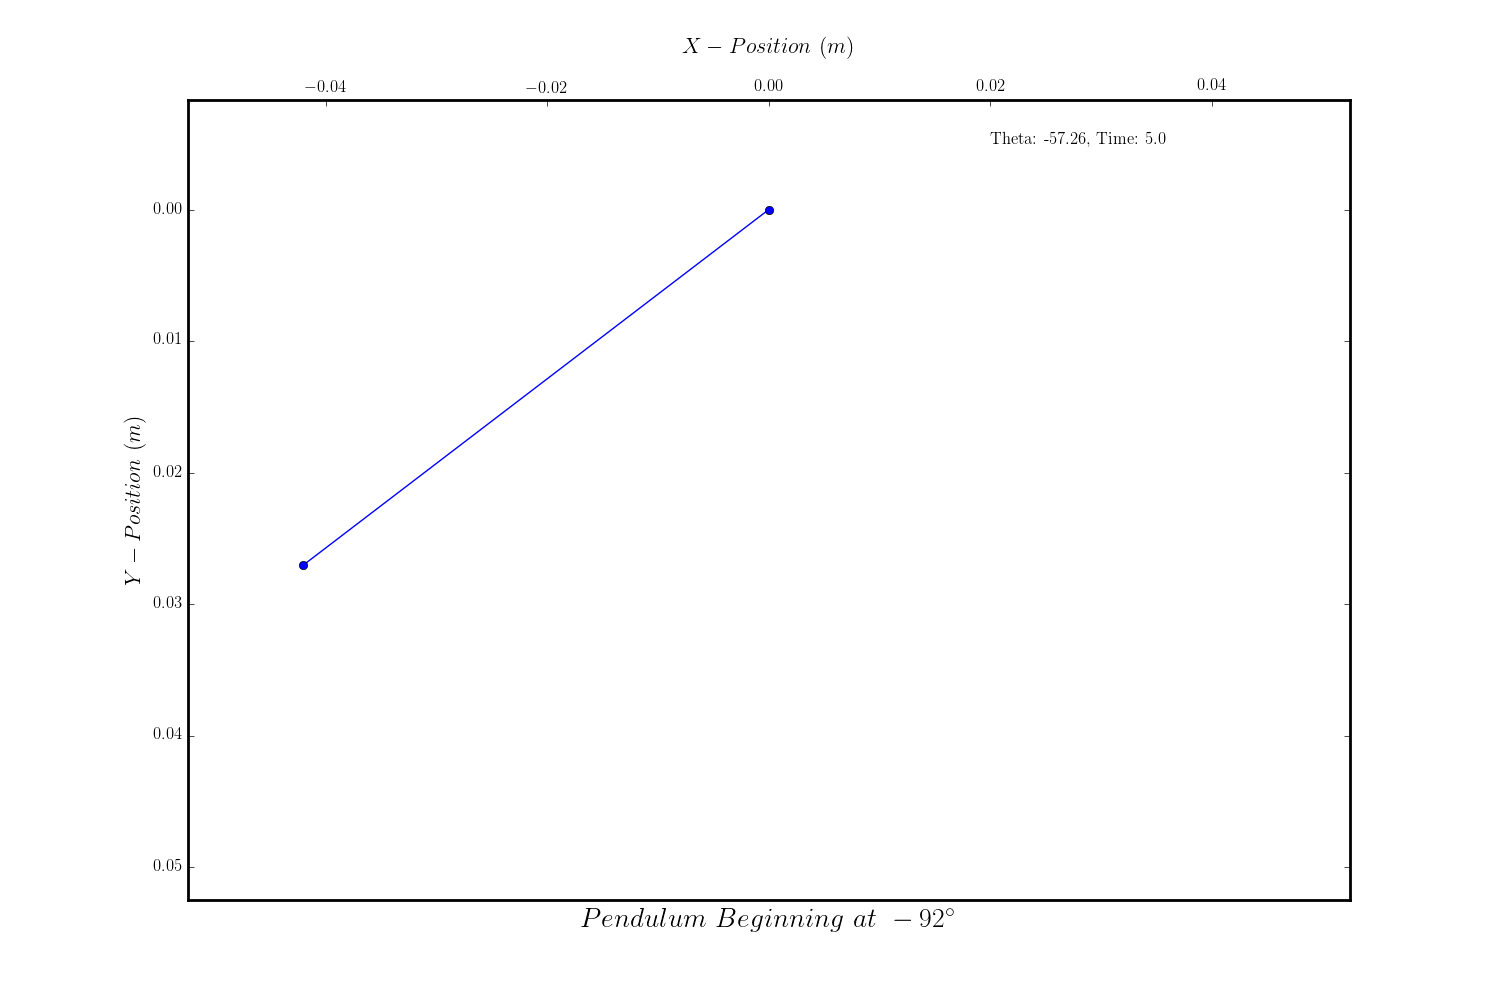 X − Position (m)
−0.04 −0.02 0.00 0.02 0.04
Theta: -57.26, Time: 5.0
0.00
0.01
0.02
0.03
0.04
0.05
Y − Position (m)
Pendulum Beginning at − 92°